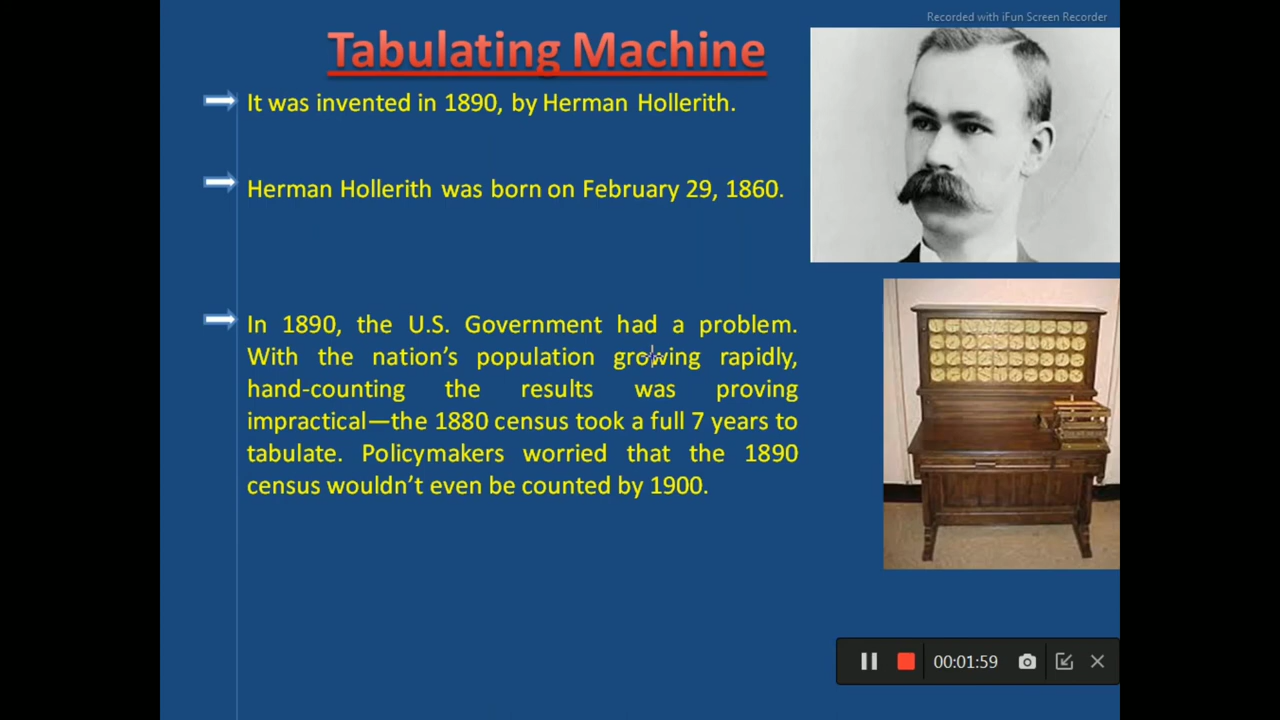 Recorded with iFun Screen Recorder
Tabulating Machine
It was invented in 1890, by Herman Hollerith.
Herman Hollerith was born on February 29, 1860.
In 1890, the U.S. Government had a problem.
With the nation’s population growing rapidly,
hand-counting the results was proving
impractical—the 1880 census took a full 7 years to
tabulate. Policymakers worried that the 1890
census wouldn’t even be counted by 1900.
00:01:59